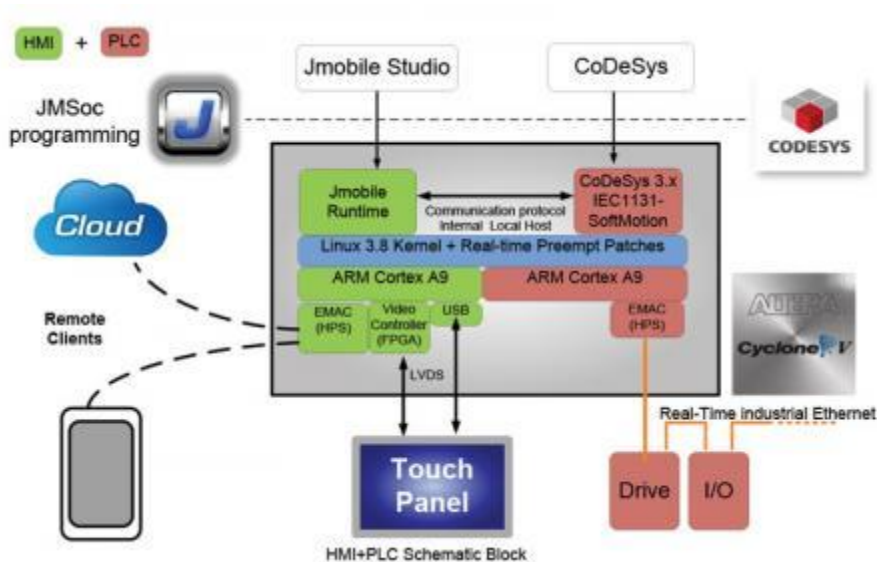 HMI + PLC
Jmobile Studio
CoDeSys
JMSoc
programming
J
CODESYS
Jmobile
Runtime
Communication protocol
Internal Local Host
CoDeSys 3.x
IEC1131-
SoftMotion
Cloud
Linux 3.8 Kernel + Real-time Preempt Patches
ARM Cortex A9
ARM Cortex A9
EMAC
(HPS)
Video
Controller
(FPGA)
USB
EMAC
(HPS)
ALTERA
Cyclone V
Remote
Clients
LVDS
Real-Time industrial Ethernet
Touch
Panel
Drive
I/O
HMI+PLC Schematic Block